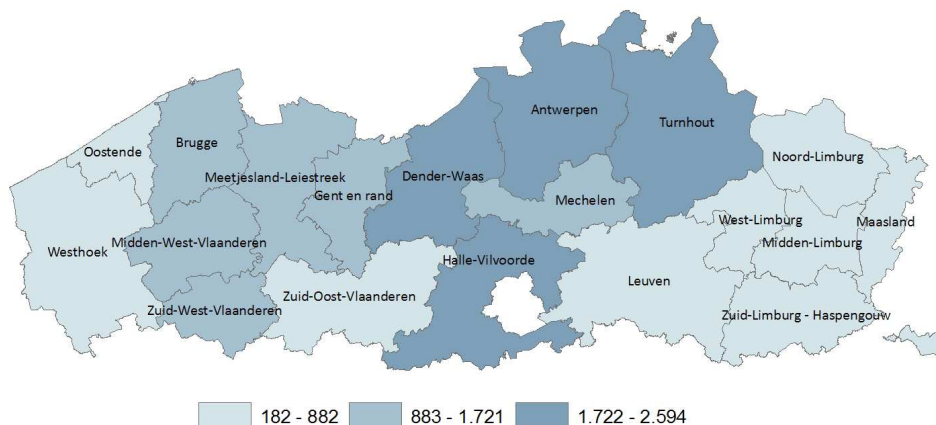 Antwerpen
Turnhout
Oostende
Brugge
Noord-Limburg
Meetjesland-Leiestreek
Dender-Waas
Gent en rand
Mechelen
West-Limburg
Maasland
Westhoek
Midden-West-Vlaanderen
Midden-Limburg
Halle-Vilvoorde
Leuven
Zuid-Oost-Vlaanderen
Zuid-West-Vlaanderen
Zuid-Limburg - Haspengouw
182 - 882
883 - 1.721
1.722 - 2.594